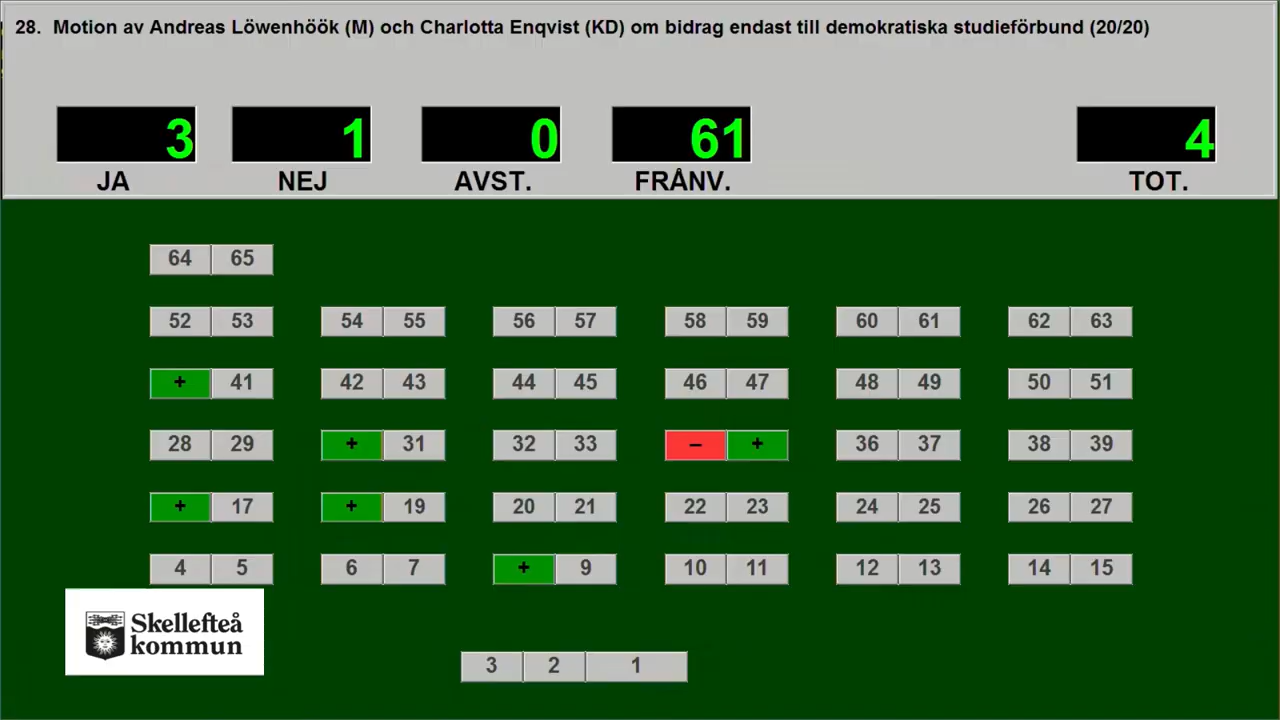 28. Motion av Andreas Löwenhöök (M) och Charlotta Enqvist (KD) om bidrag endast till demokratiska studieförbund (20/20)
3 1 0 61 4
JA NEJ AVST. FRÅNV. TOT.
64 65
52 53 54 55 56 57 58 59 60 61 62 63
+ 41 42 43 44 45 46 47 48 49 50 51
28 29 + 31 32 33 – + 36 37 38 39
+ 17 + 19 20 21 22 23 24 25 26 27
4 5 6 7 + 9 10 11 12 13 14 15
Skellefteå
kommun
3 2 1